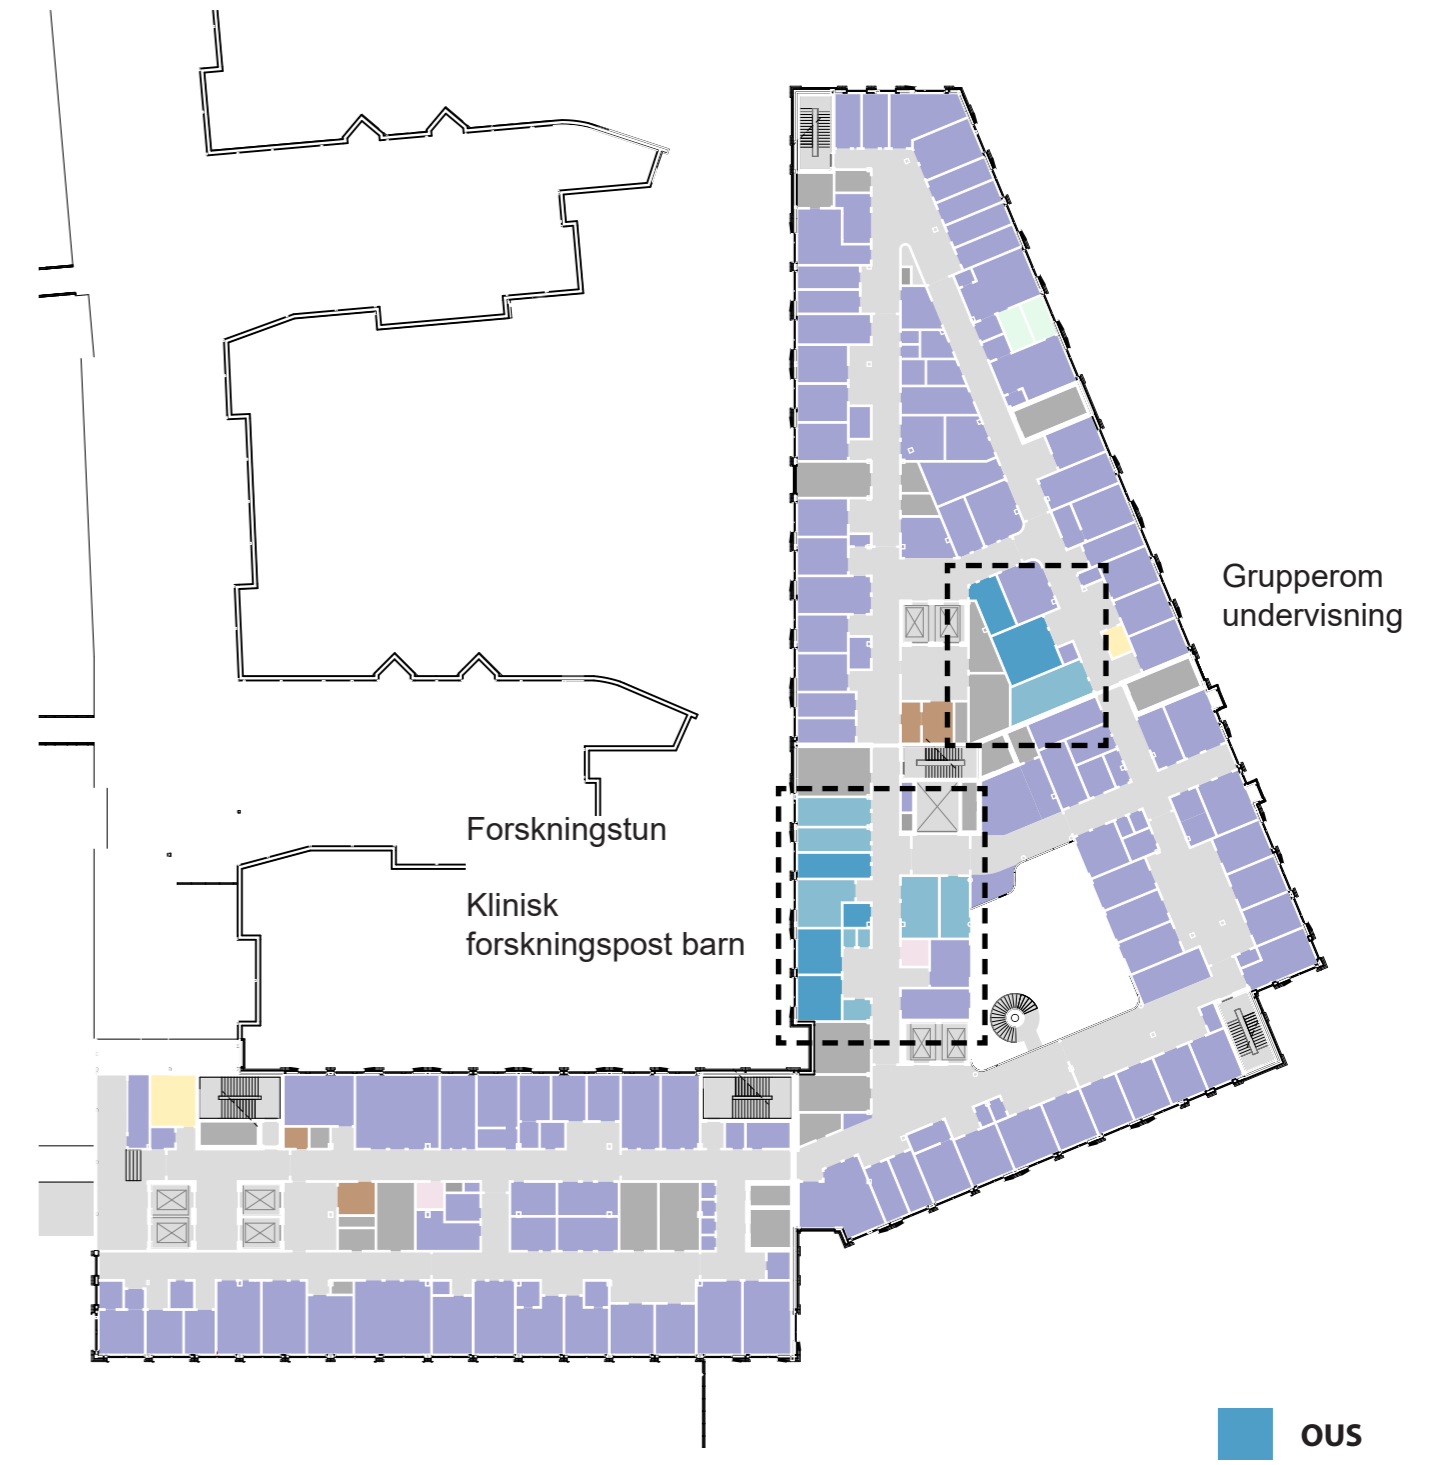 Grupperom
undervisning
Forskningstun
Klinisk
forskningspost barn
OUS